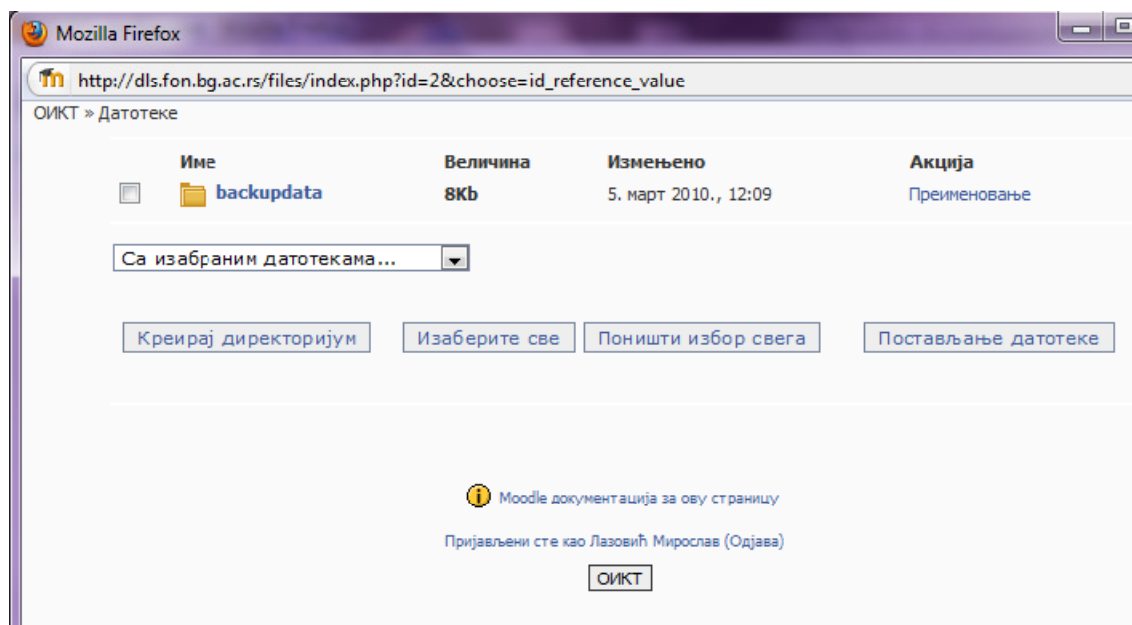 Mozilla Firefox
http://dls.fon.bg.ac.rs/files/index.php?id=2&choose=id_reference_value
ОИКТ » Датотеке
Име Величина Измењено Акција
backupdata 8Kb 5. март 2010., 12:09 Преименовање
Са изабраним датотекама...
Креирај директоријум Изаберите све Поништи избор свега Постављање датотеке
Moodle документација за ову страницу
Пријављени сте као Лазовић Мирослав (Одјава)
ОИКТ